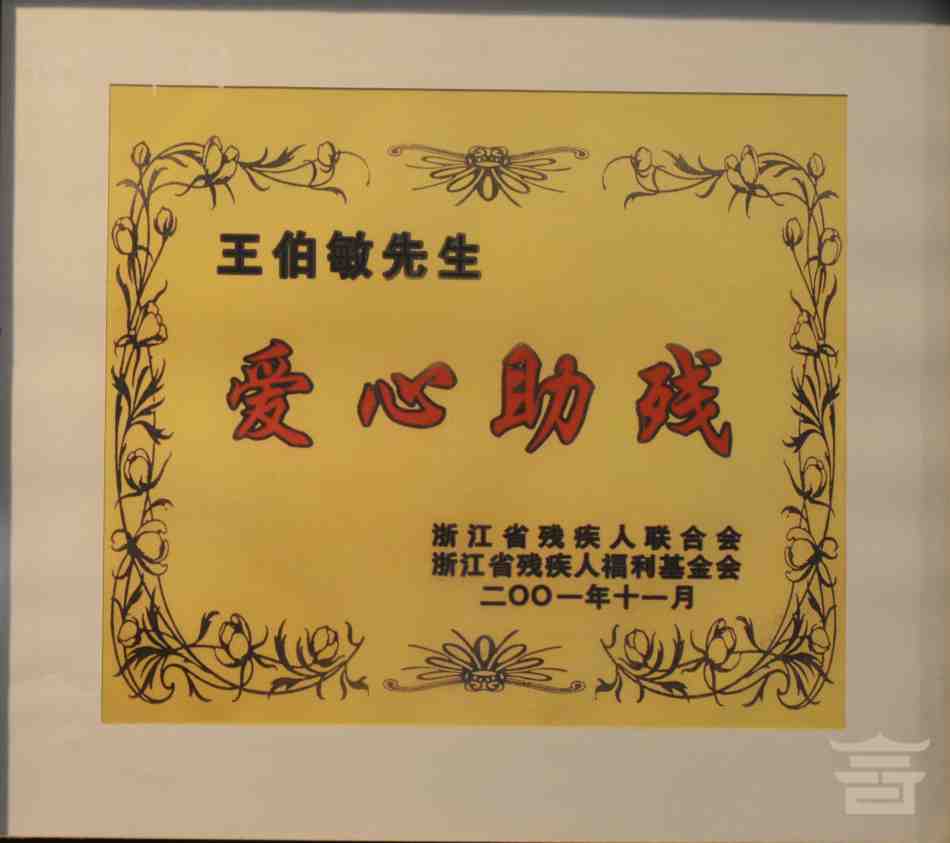 王伯敏先生
爱心助残
浙江省残疾人联合会
浙江省残疾人福利基金会
二〇〇一年十一月